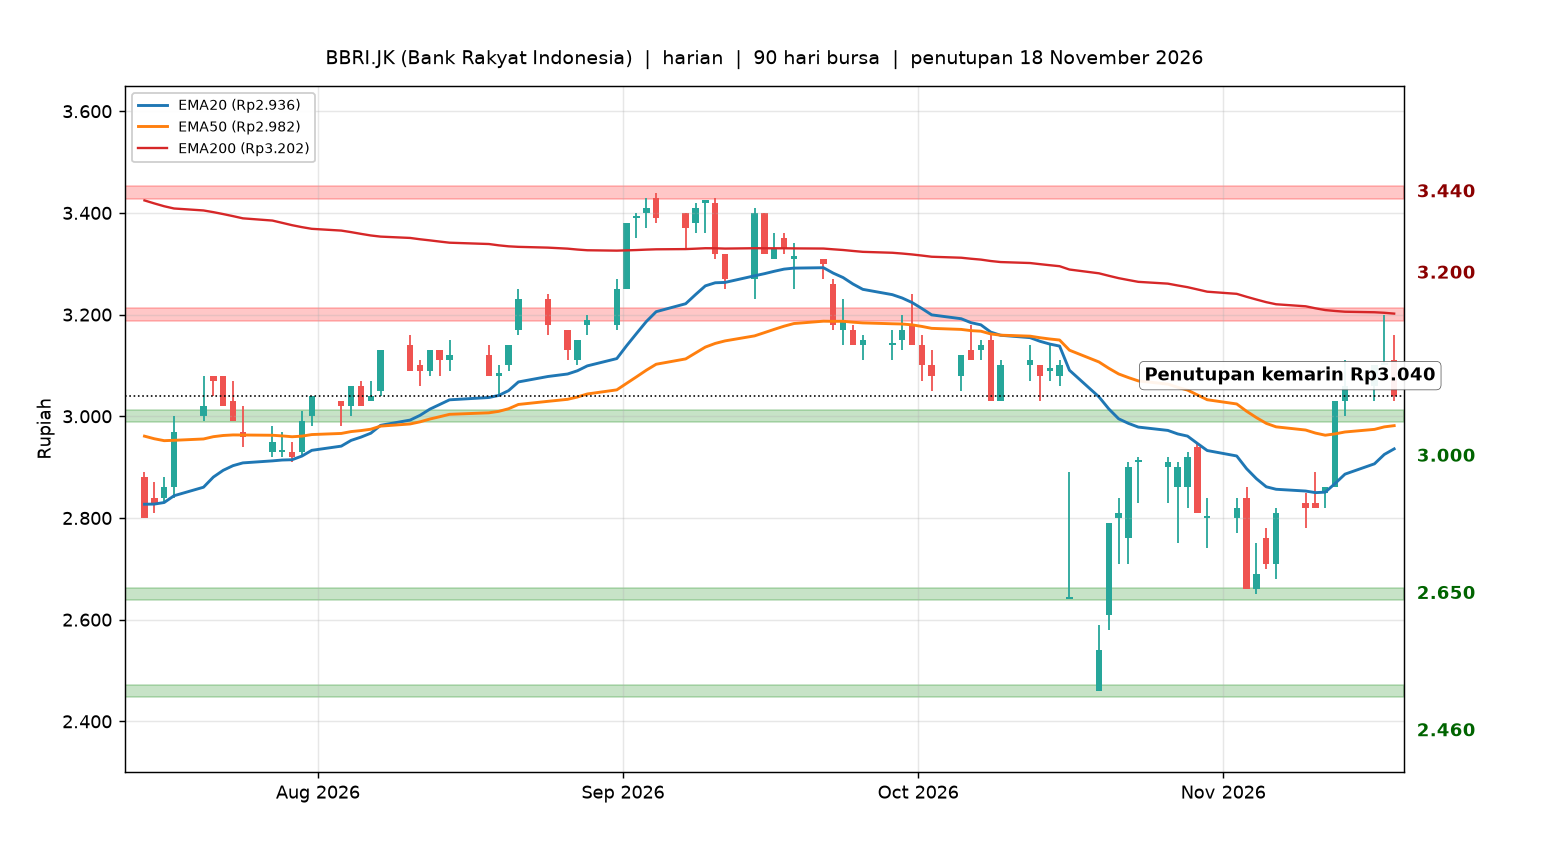 BBRI.JK (Bank Rakyat Indonesia) | harian | 90 hari bursa | penutupan 18 November 2026
EMA20 (Rp2.936)
EMA50 (Rp2.982)
EMA200 (Rp3.202)
Rupiah
3.600
3.400
3.200
3.000
2.800
2.600
2.400
3.440
3.200
Penutupan kemarin Rp3.040
3.000
2.650
2.460
Aug 2026
Sep 2026
Oct 2026
Nov 2026